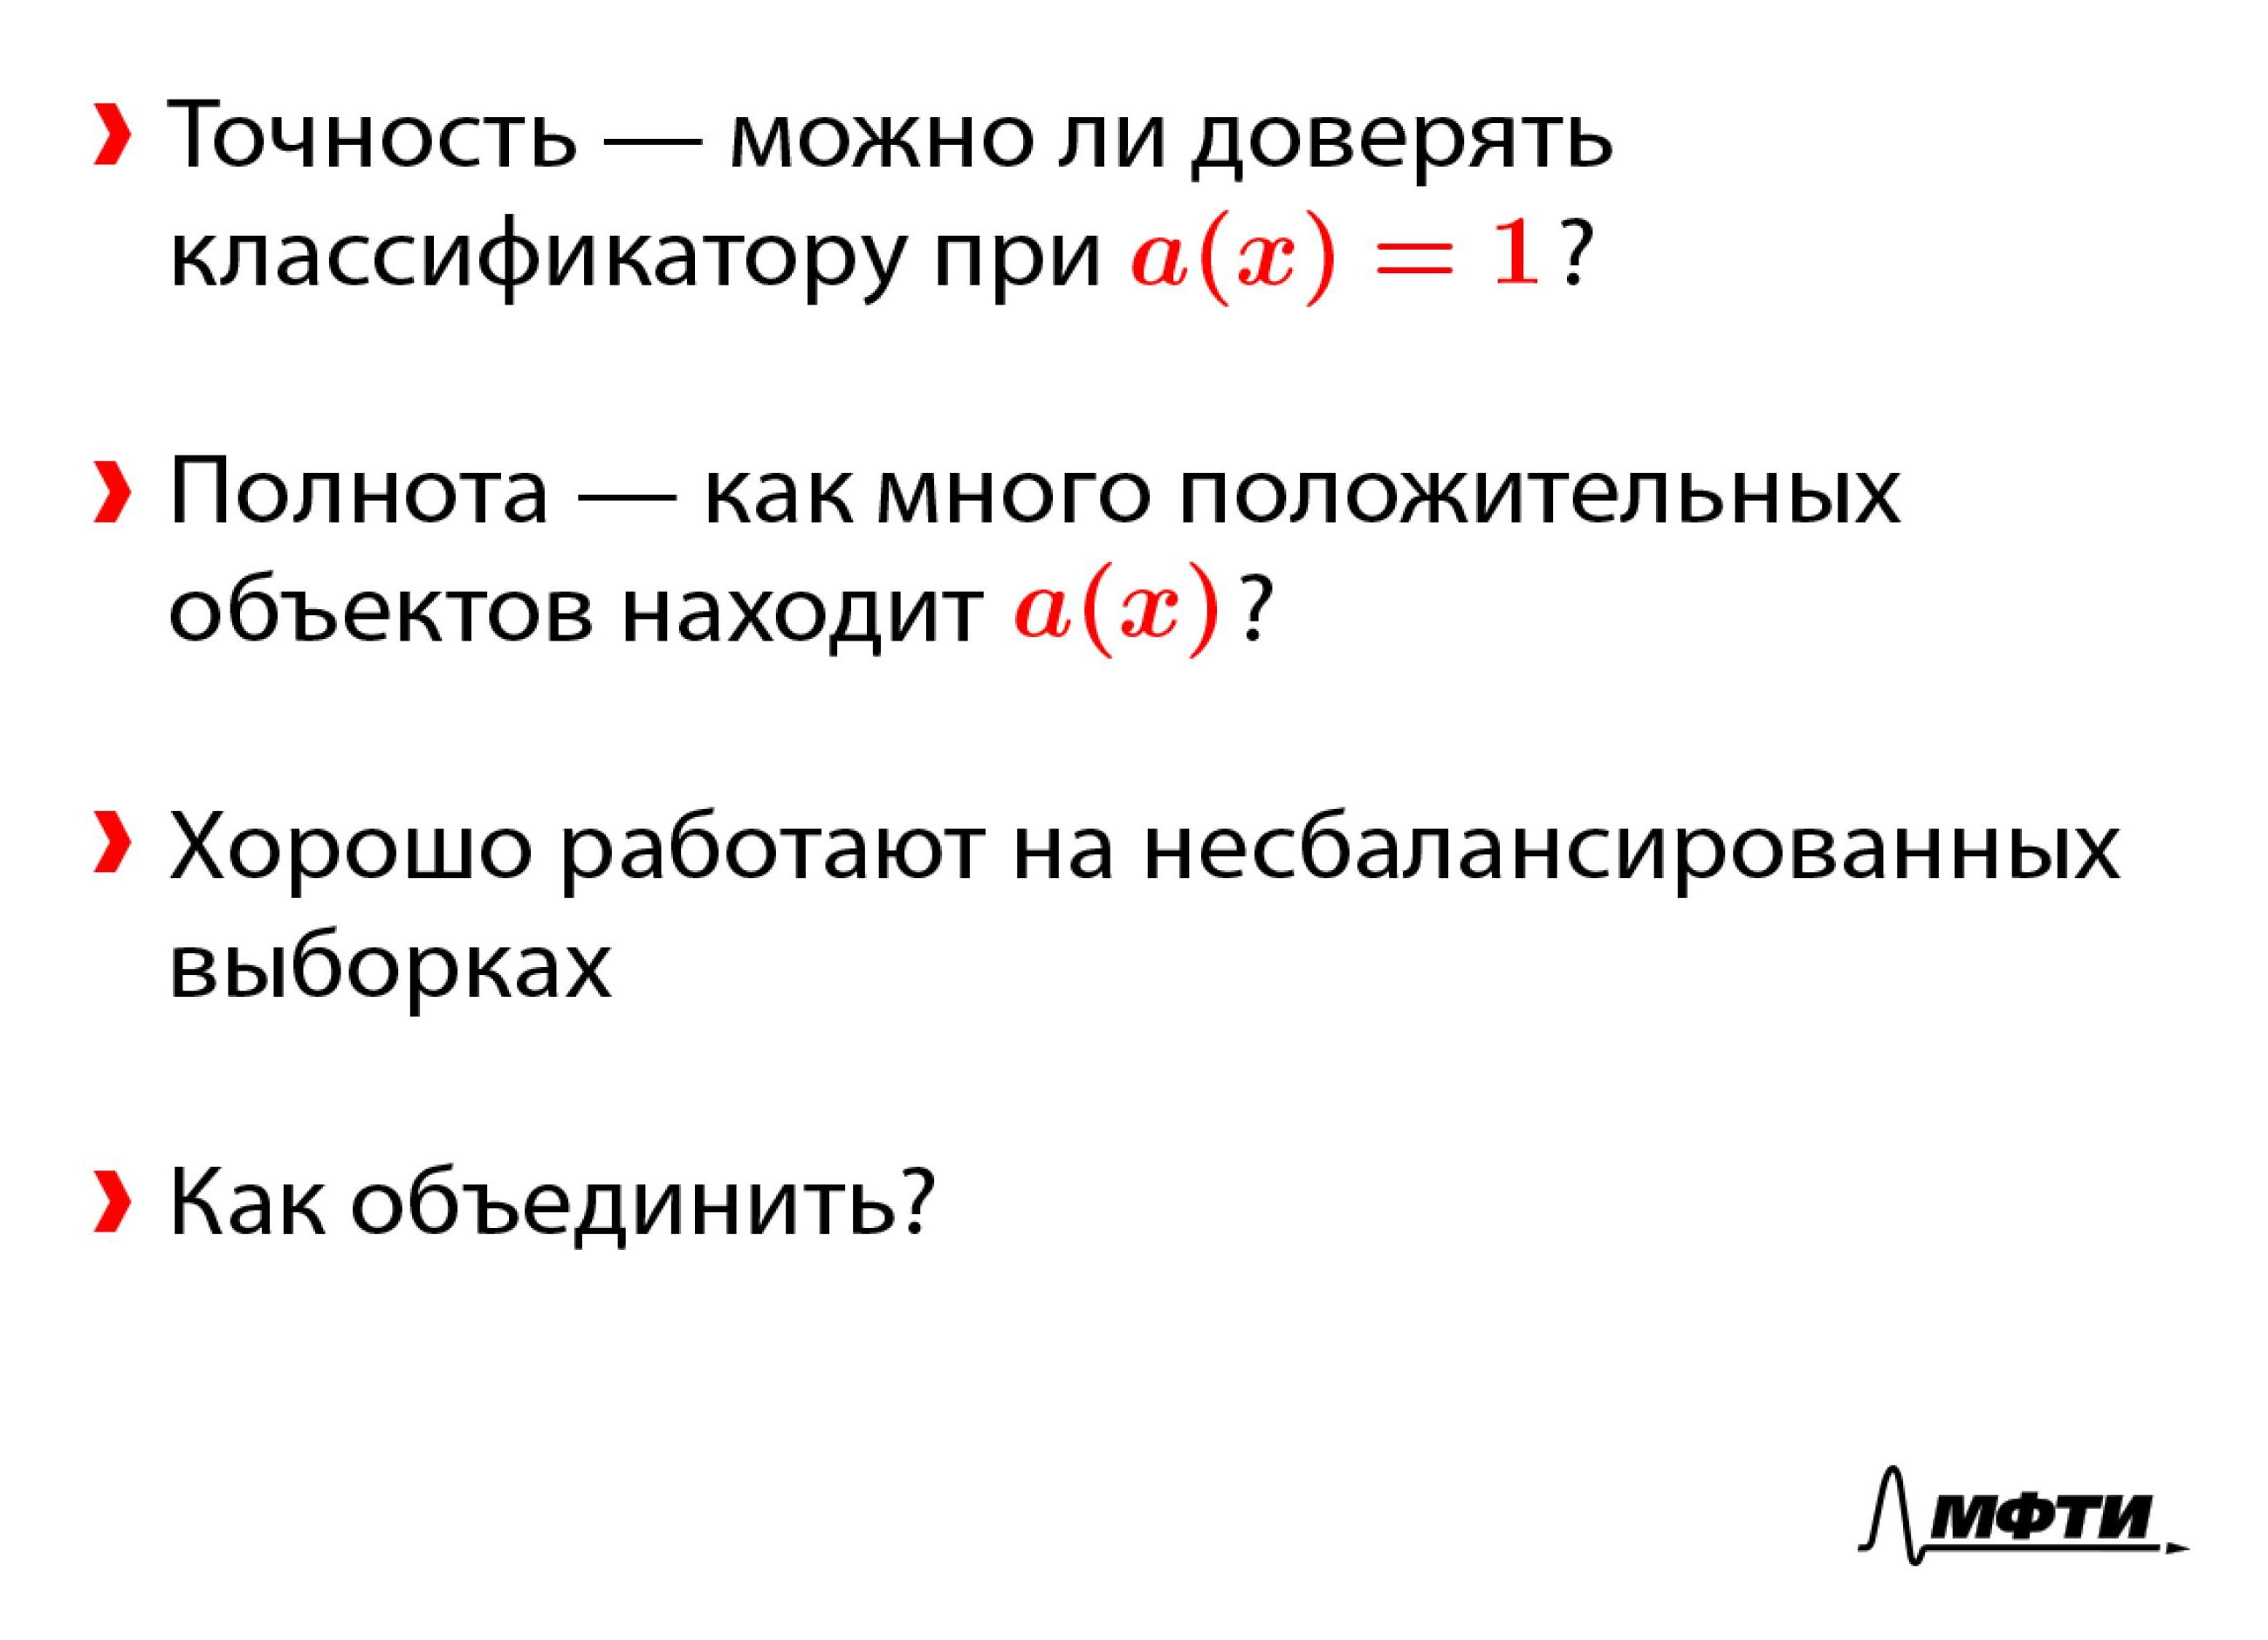 Точность — можно ли доверять
классификатору при a(x) = 1?
Полнота — как много положительных
объектов находит a(x)?
Хорошо работают на несбалансированных
выборках
Как объединить?
МФТИ